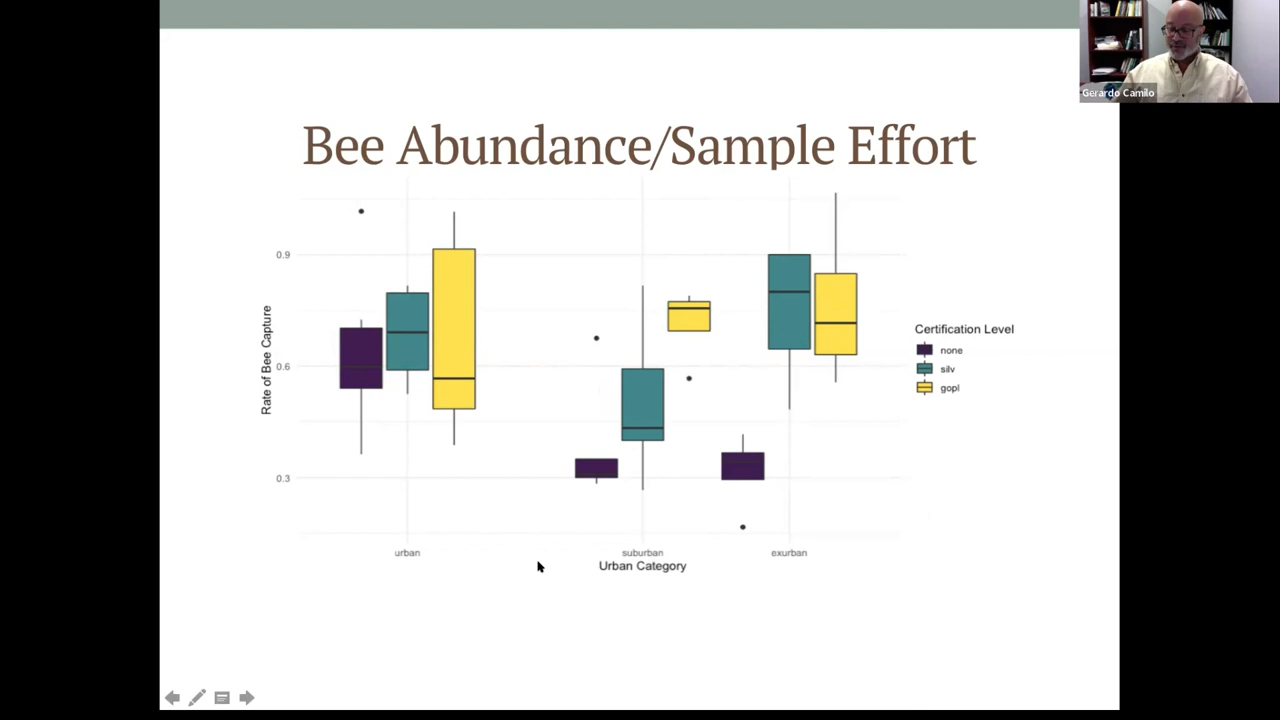 Gerardo Camilo
Bee Abundance/Sample Effort
0.9
0.6
0.3
Rate of Bee Capture
urban
suburban
exurban
Urban Category
Certification Level
none
silv
gopl